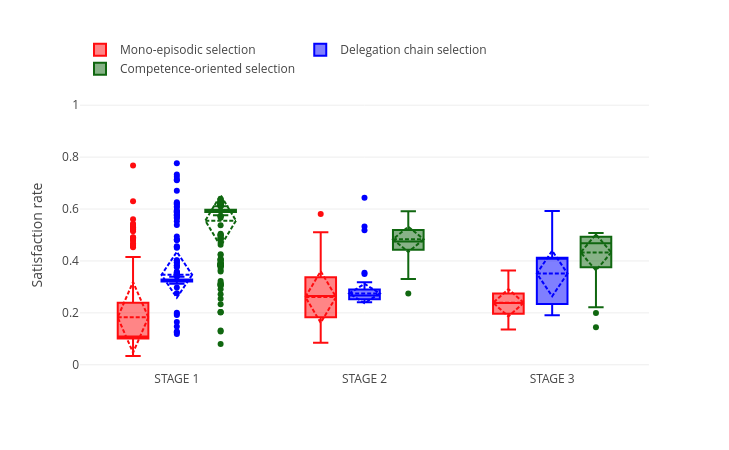 Mono-episodic selection
Delegation chain selection
Competence-oriented selection
1
0.8
0.6
0.4
0.2
0
Satisfaction rate
STAGE 1
STAGE 2
STAGE 3